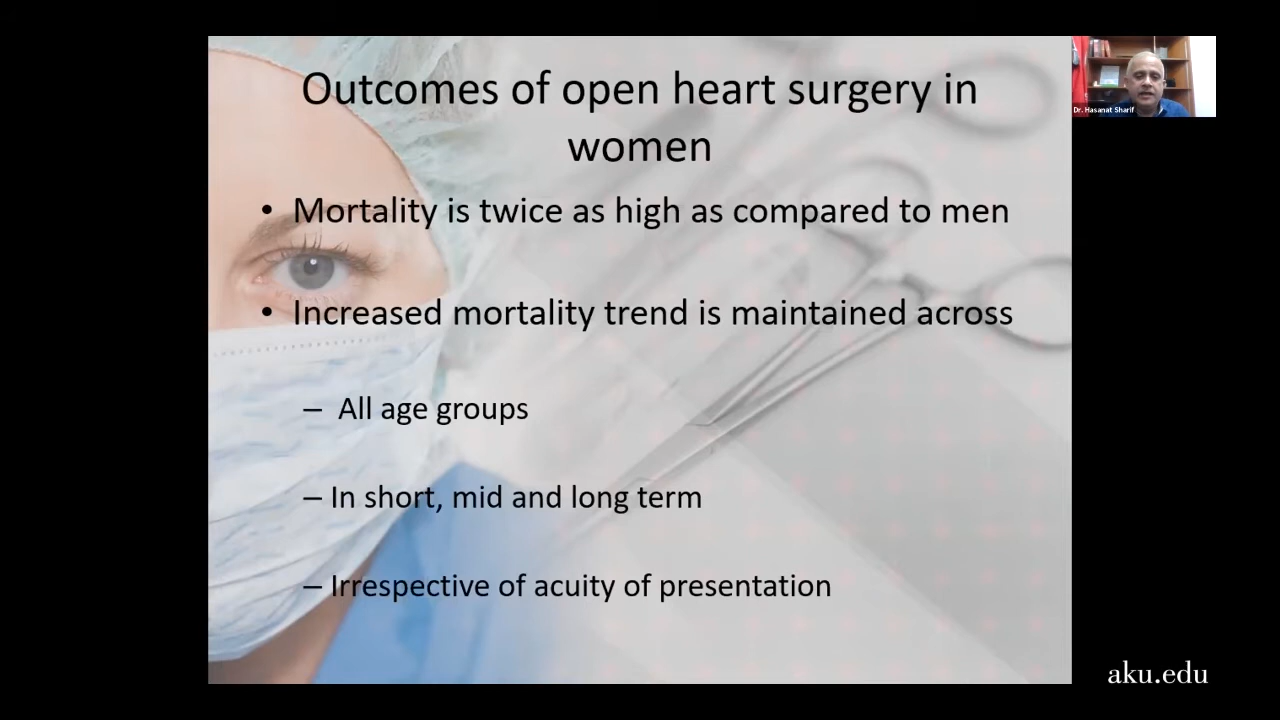 Outcomes of open heart surgery in
women
• Mortality is twice as high as compared to men
• Increased mortality trend is maintained across
– All age groups
– In short, mid and long term
– Irrespective of acuity of presentation
Dr. Hasanat Sharif
aku.edu